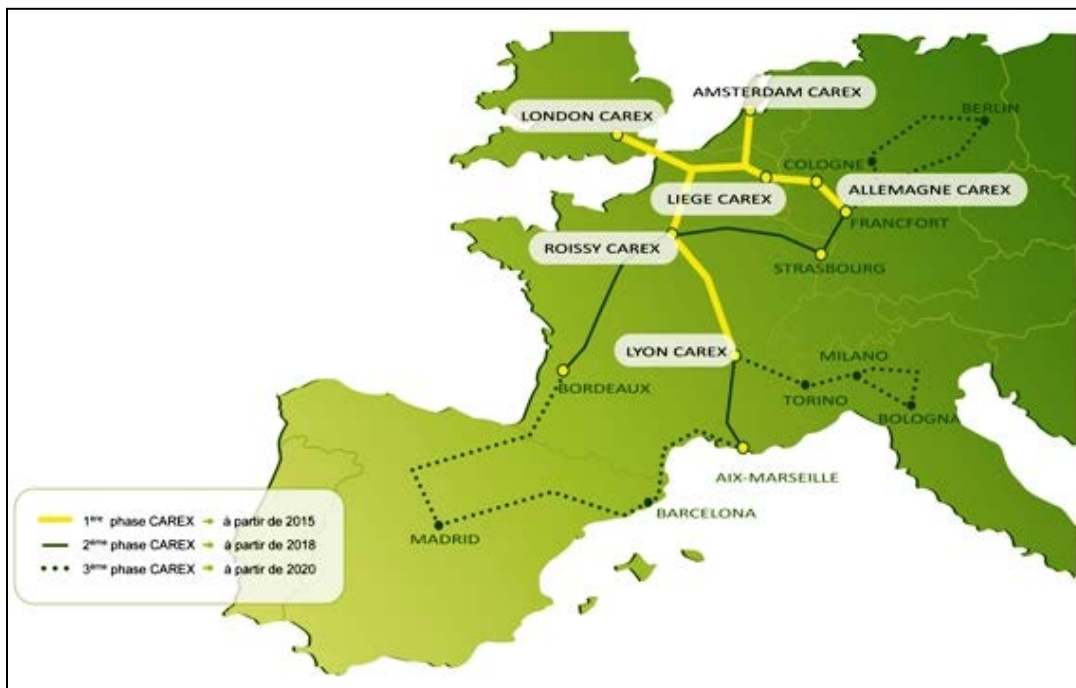 AMSTERDAM CAREX
LONDON CAREX
BERLIN
COLOGNE
LIEGE CAREX
ALLEMAGNE CAREX
FRANCFORT
ROISSY CAREX
STRASBOURG
LYON CAREX
MILANO
BORDEAUX
TORINO
BOLOGNA
AIX-MARSEILLE
BARCELONA
MADRID
1ère phase CAREX à partir de 2015
2ème phase CAREX à partir de 2018
3ème phase CAREX à partir de 2020